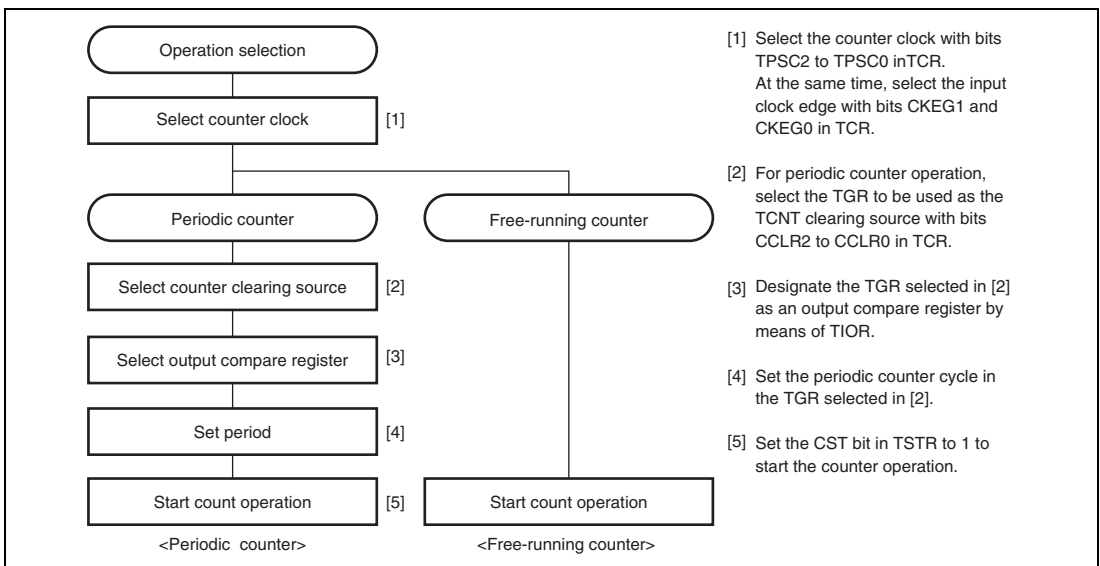 Operation selection
Select counter clock
[1]
Periodic counter
Free-running counter
Select counter clearing source
[2]
Select output compare register
[3]
Set period
[4]
Start count operation
[5]
Start count operation
<Periodic counter>
<Free-running counter>
[1] Select the counter clock with bits
TPSC2 to TPSC0 inTCR.
At the same time, select the input
clock edge with bits CKEG1 and
CKEG0 in TCR.
[2] For periodic counter operation,
select the TGR to be used as the
TCNT clearing source with bits
CCLR2 to CCLR0 in TCR.
[3] Designate the TGR selected in [2]
as an output compare register by
means of TIOR.
[4] Set the periodic counter cycle in
the TGR selected in [2].
[5] Set the CST bit in TSTR to 1 to
start the counter operation.